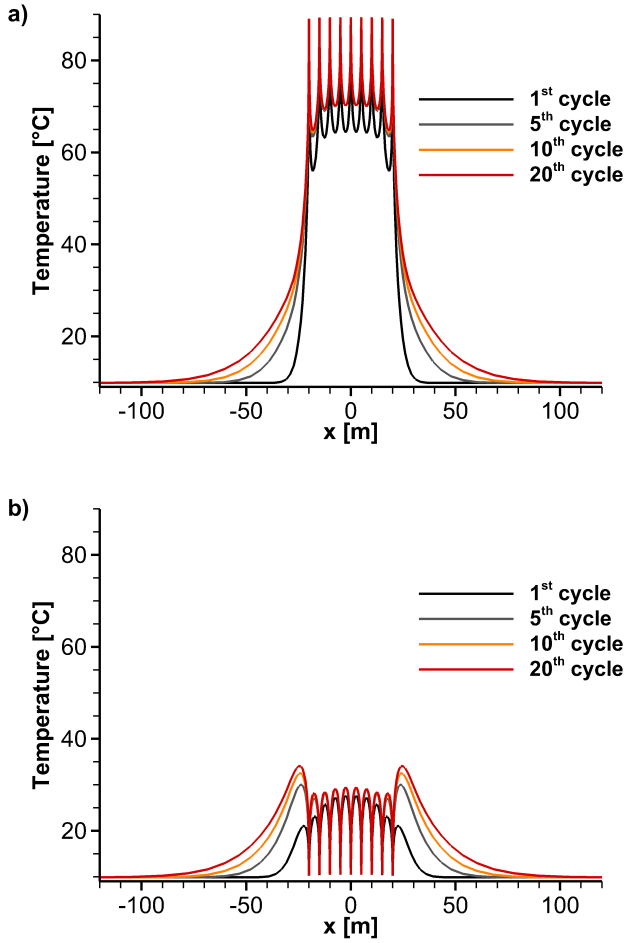 a)
Temperature [°C]
80
60
40
20
1st cycle
5th cycle
10th cycle
20th cycle
-100 -50 0 50 100
x [m]
b)
Temperature [°C]
80
60
40
20
1st cycle
5th cycle
10th cycle
20th cycle
-100 -50 0 50 100
x [m]